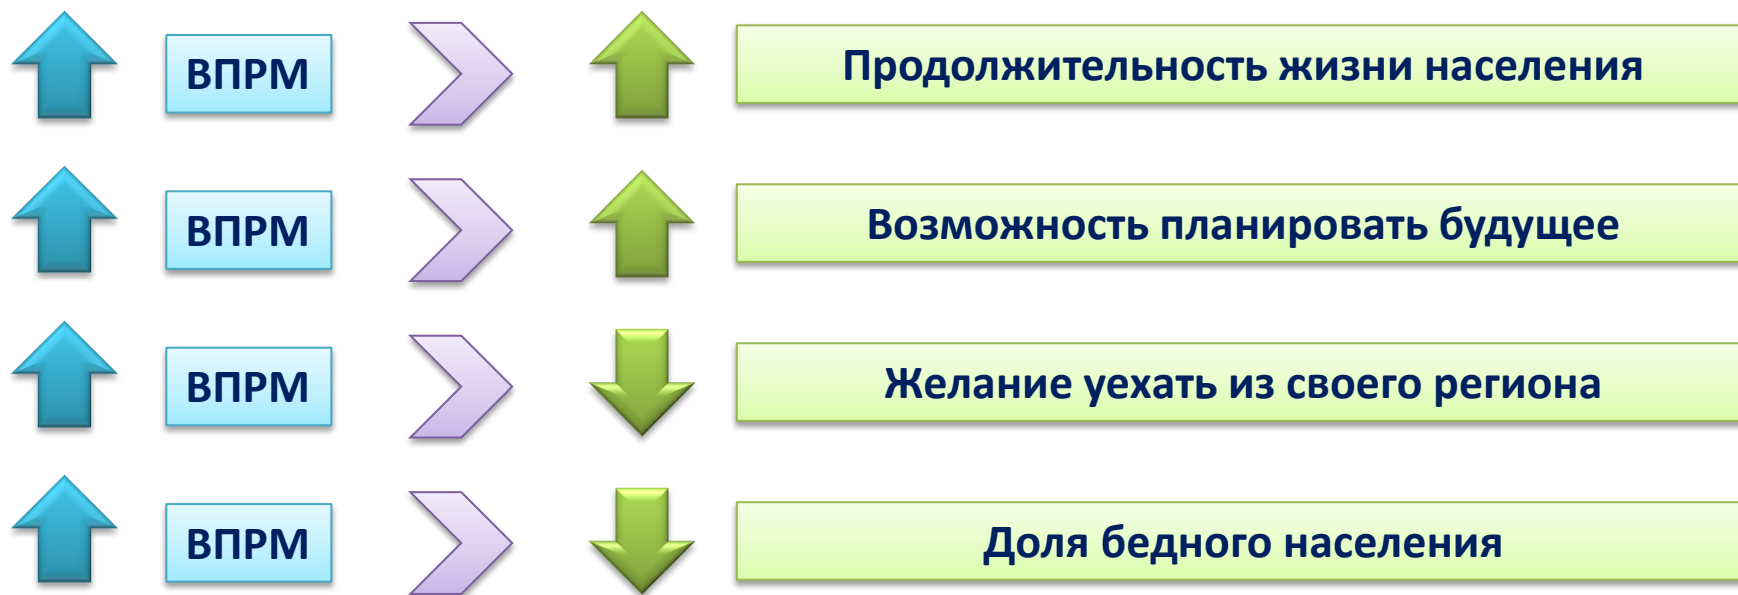 ВПРМ Продолжительность жизни населения
ВПРМ Возможность планировать будущее
ВПРМ Желание уехать из своего региона
ВПРМ Доля бедного населения